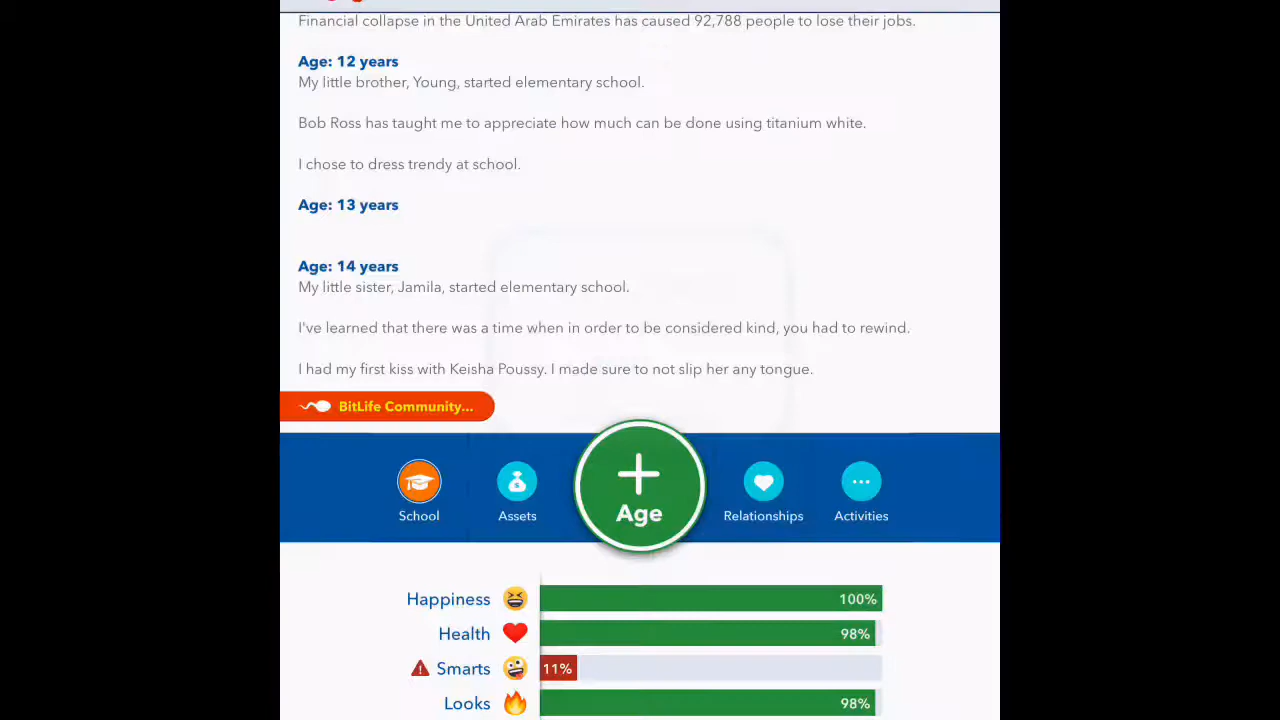 Financial collapse in the United Arab Emirates has caused 92,788 people to lose their jobs.
Age: 12 years
My little brother, Young, started elementary school.
Bob Ross has taught me to appreciate how much can be done using titanium white.
I chose to dress trendy at school.
Age: 13 years
Age: 14 years
My little sister, Jamila, started elementary school.
I've learned that there was a time when in order to be considered kind, you had to rewind.
I had my first kiss with Keisha Poussy. I made sure to not slip her any tongue.
BitLife Community...
School
Assets
Age
Relationships
Activities
Happiness 100%
Health 98%
Smarts 11%
Looks 98%